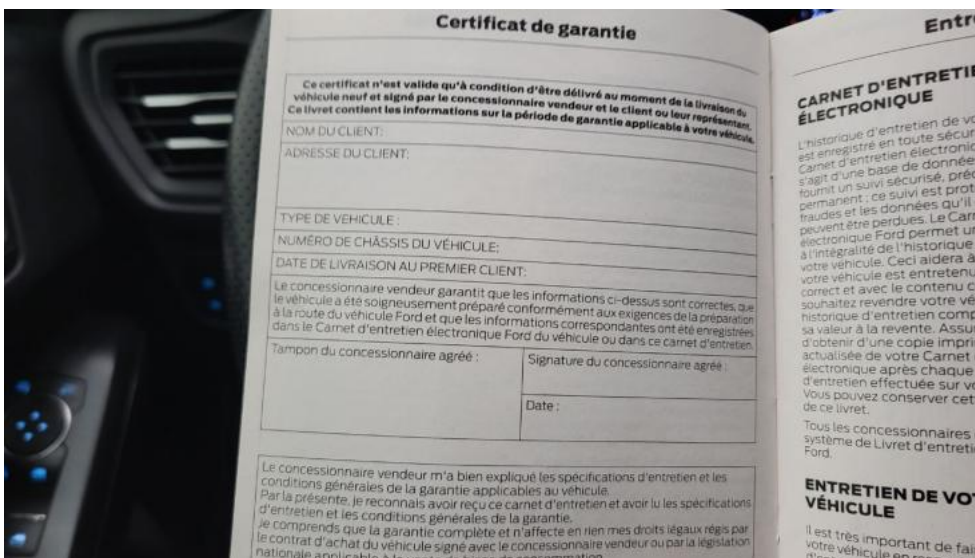 Certificat de garantie
Ce certificat n'est valide qu'à condition d'être délivré au moment de la livraison du
véhicule neuf et signé par le concessionnaire vendeur et le client ou leur représentant.
Ce livret contient les informations sur la période de garantie applicable à votre véhicule.
NOM DU CLIENT:
ADRESSE DU CLIENT:
TYPE DE VEHICULE :
NUMÉRO DE CHÂSSIS DU VÉHICULE:
DATE DE LIVRAISON AU PREMIER CLIENT:
Le concessionnaire vendeur garantit que les informations ci-dessus sont correctes, que
le véhicule a été soigneusement préparé conformément aux exigences de la préparation
à la route du véhicule Ford et que les informations correspondantes ont été enregistrées
dans le Carnet d'entretien électronique Ford du véhicule ou dans ce carnet d'entretien.
Tampon du concessionnaire agréé :
Signature du concessionnaire agréé :
Date :
Le concessionnaire vendeur m'a bien expliqué les spécifications d'entretien et les
conditions générales de la garantie applicables au véhicule.
Par la présente, je reconnais avoir reçu ce carnet d'entretien et avoir lu les spécifications
d'entretien et les conditions générales de la garantie.
Je comprends que la garantie complète et n'affecte en rien mes droits légaux régis par
le contrat d'achat du véhicule signé avec le concessionnaire vendeur ou par la législation
nationale applicable
Entr
CARNET D'ENTRETIE
ÉLECTRONIQUE
L'historique d'entretien de vo
est enregistré en toute sécu
Carnet d'entretien électroni
s'agit d'une base de donnée
fournit un suivi sécurisé, pré
permanent ; ce suivi est prot
fraudes et les données qu'il
peuvent être perdues. Le Car
électronique Ford permet u
à l'intégralité de l'historique
votre véhicule. Ceci aidera à
votre véhicule est entretenu
correct et avec le contenu c
souhaitez revendre votre vé
historique d'entretien comp
sa valeur à la revente. Assu
d'obtenir d'une copie impri
actualisée de votre Carnet
électronique après chaque
d'entretien effectuée sur vo
Vous pouvez conserver cet
de ce livret.
Tous les concessionnaires
système de Livret d'entreti
Ford.
ENTRETIEN DE VOT
VÉHICULE
Il est très important de fa
votre véhicule en